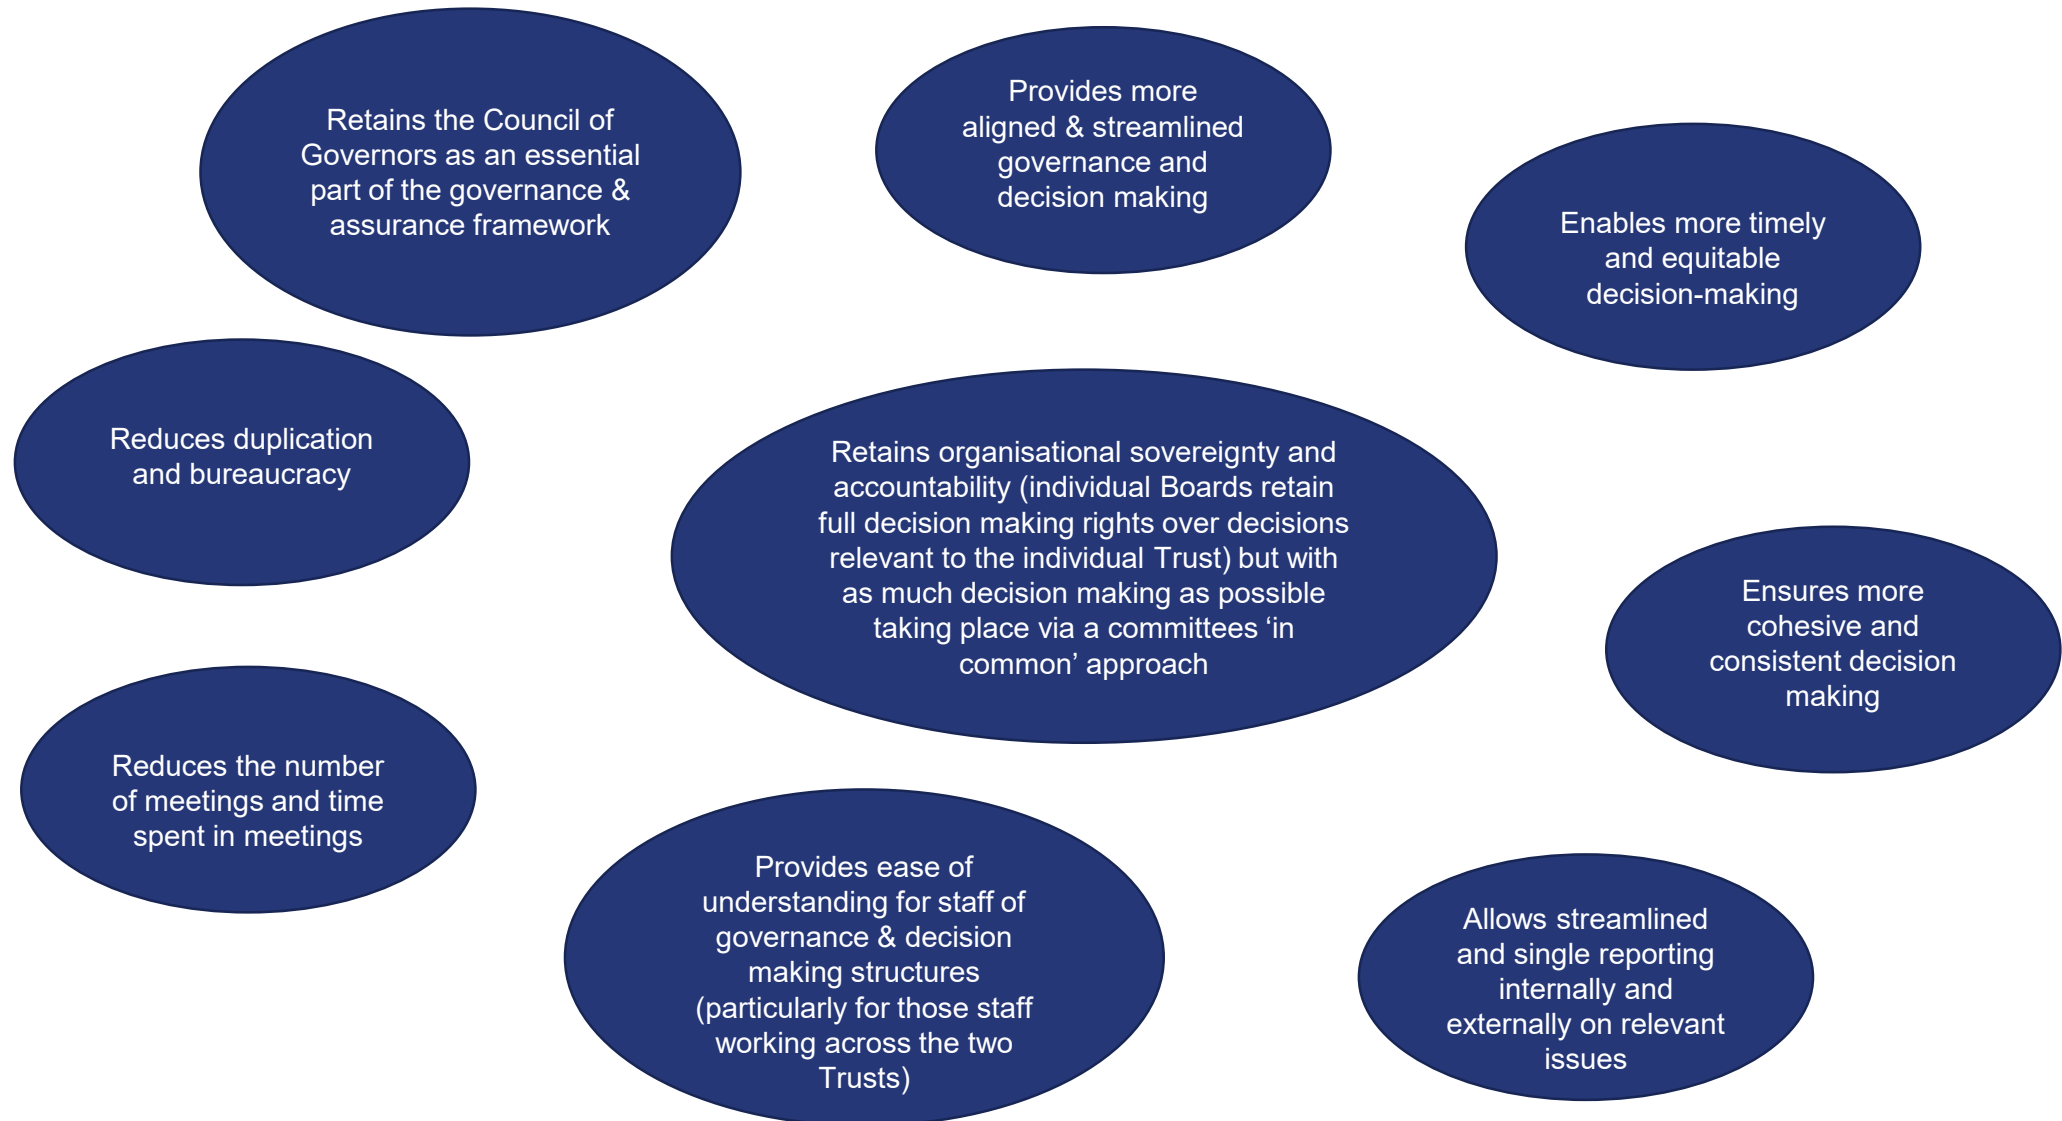 Retains the Council of
Governors as an essential
part of the governance &
assurance framework
Provides more
aligned & streamlined
governance and
decision making
Enables more timely
and equitable
decision-making
Reduces duplication
and bureaucracy
Retains organisational sovereignty and
accountability (individual Boards retain
full decision making rights over decisions
relevant to the individual Trust) but with
as much decision making as possible
taking place via a committees ‘in
common’ approach
Ensures more
cohesive and
consistent decision
making
Reduces the number
of meetings and time
spent in meetings
Provides ease of
understanding for staff of
governance & decision
making structures
(particularly for those staff
working across the two
Trusts)
Allows streamlined
and single reporting
internally and
externally on relevant
issues